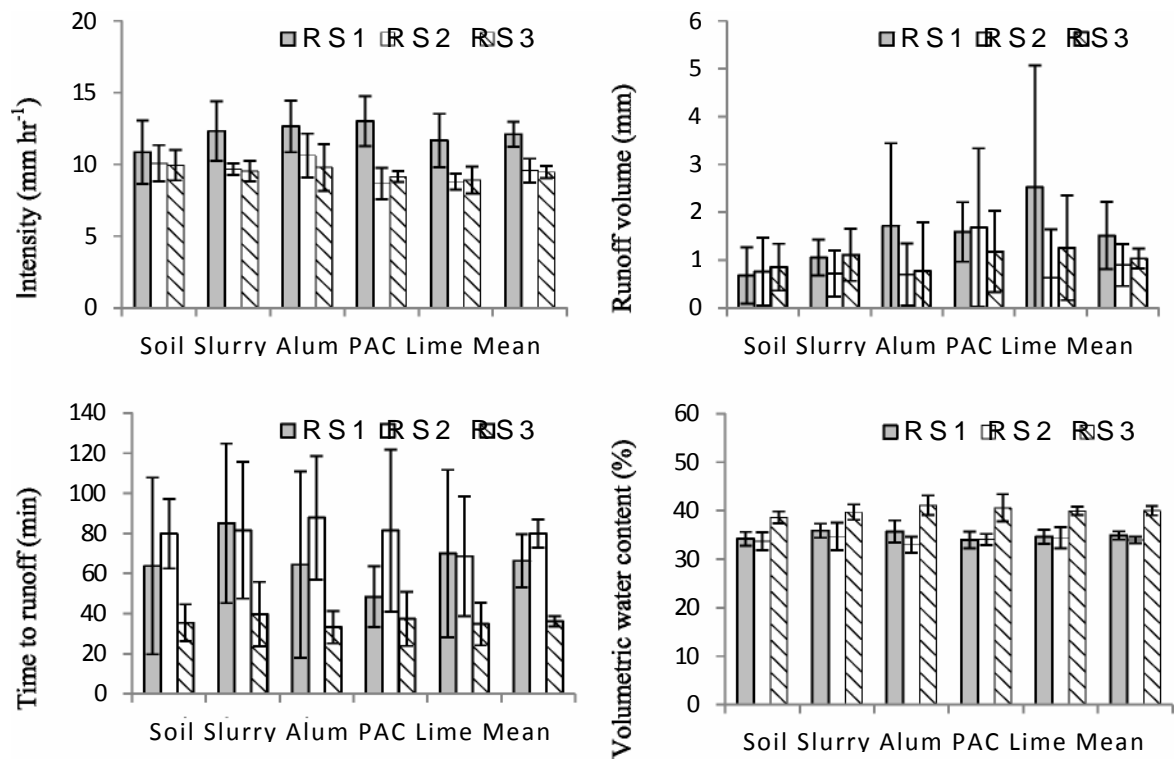 20
15
10
5
0
Intensity (mm hr⁻¹)
RS1 RS2 RS3
Soil Slurry Alum PAC Lime Mean
6
5
4
3
2
1
0
Runoff volume (mm)
RS1 RS2 RS3
Soil Slurry Alum PAC Lime Mean
140
120
100
80
60
40
20
0
Time to runoff (min)
RS1 RS2 RS3
Soil Slurry Alum PAC Lime Mean
60
50
40
30
20
10
0
Volumetric water content (%)
RS1 RS2 RS3
Soil Slurry Alum PAC Lime Mean